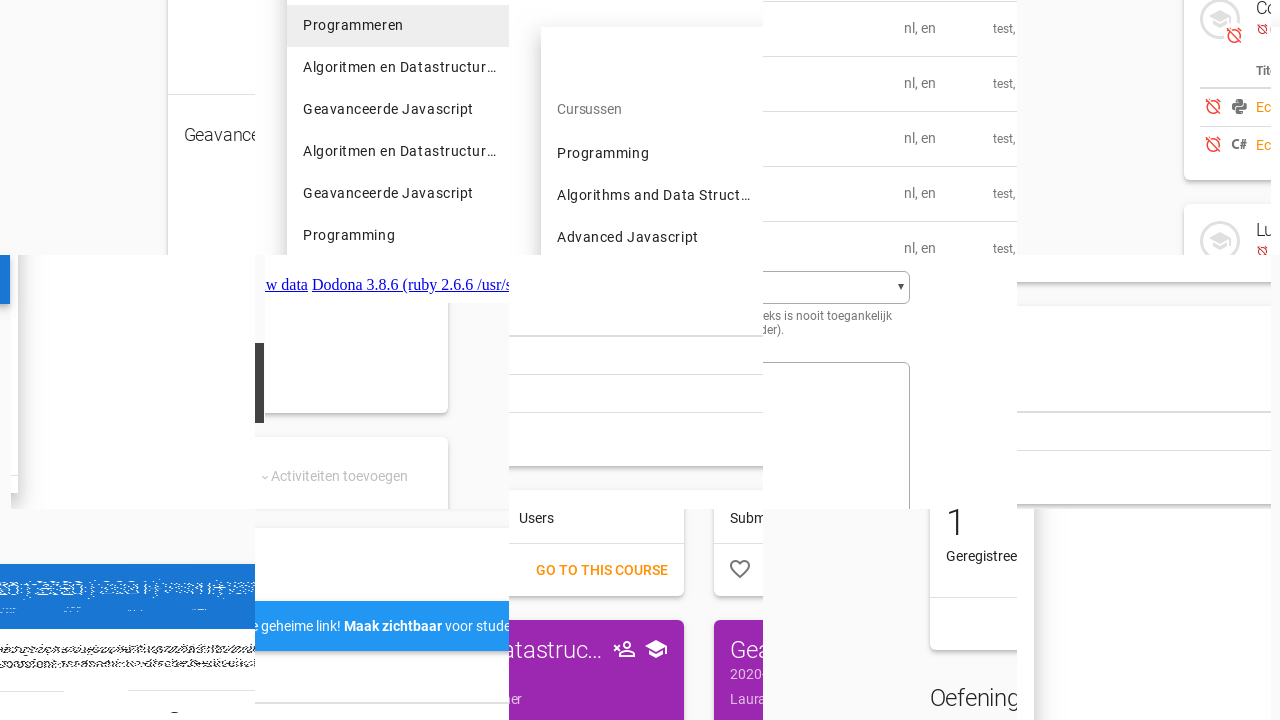 Programmeren
Algoritmen en Datastructur…
Geavanceerde Javascript
Algoritmen en Datastructur…
Geavanceerde Javascript
Programming
Geavance
Cursussen
Programming
Algorithms and Data Struct…
Advanced Javascript
nl, en test,
nl, en test,
nl, en test,
nl, en test,
nl, en test,
Co
Tit
Ec
C# Ec
Lu
w data Dodona 3.8.6 (ruby 2.6.6 /usr/s
eks is nooit toegankelijk
der).
Activiteiten toevoegen
Users
GO TO THIS COURSE
Subm
1
Geregistree
e geheime link! Maak zichtbaar voor stude
atastruc…
Gea
2020-
Laura
ner
Oefening